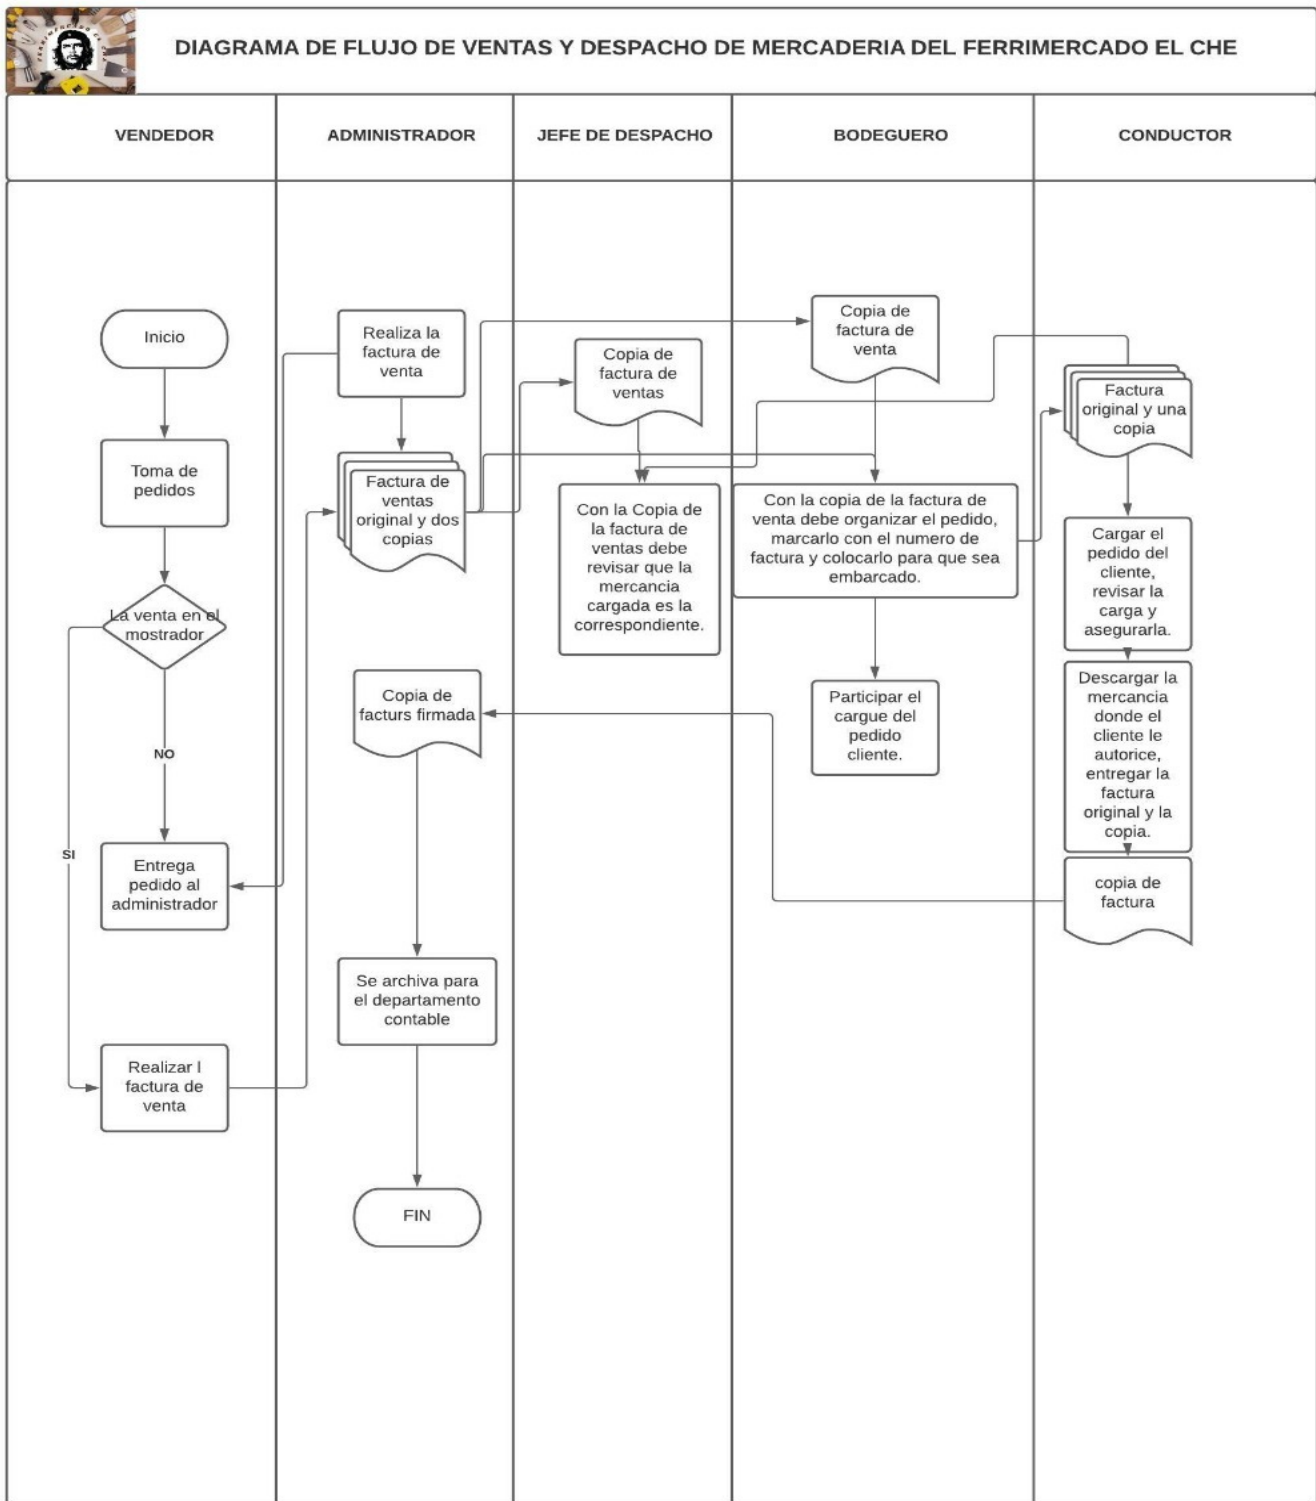 DIAGRAMA DE FLUJO DE VENTAS Y DESPACHO DE MERCADERIA DEL FERRIMERCADO EL CHE
VENDEDOR
ADMINISTRADOR
JEFE DE DESPACHO
BODEGUERO
CONDUCTOR
Inicio
Toma de
pedidos
La venta en el
mostrador
NO
SI
Entrega
pedido al
administrador
Realizar l
factura de
venta
Realiza la
factura de
venta
Factura de
ventas
original y dos
copias
Copia de
facturs firmada
Se archiva para
el departamento
contable
FIN
Copia de
factura de
ventas
Con la Copia de
la factura de
ventas debe
revisar que la
mercancia
cargada es la
correspondiente.
Copia de
factura de
venta
Con la copia de la factura de
venta debe organizar el pedido,
marcarlo con el numero de
factura y colocarlo para que sea
embarcado.
Participar el
cargue del
pedido
cliente.
Factura
original y una
copia
Cargar el
pedido del
cliente,
revisar la
carga y
asegurarla.
Descargar la
mercancia
donde el
cliente le
autorice,
entregar la
factura
original y la
copia.
copia de
factura